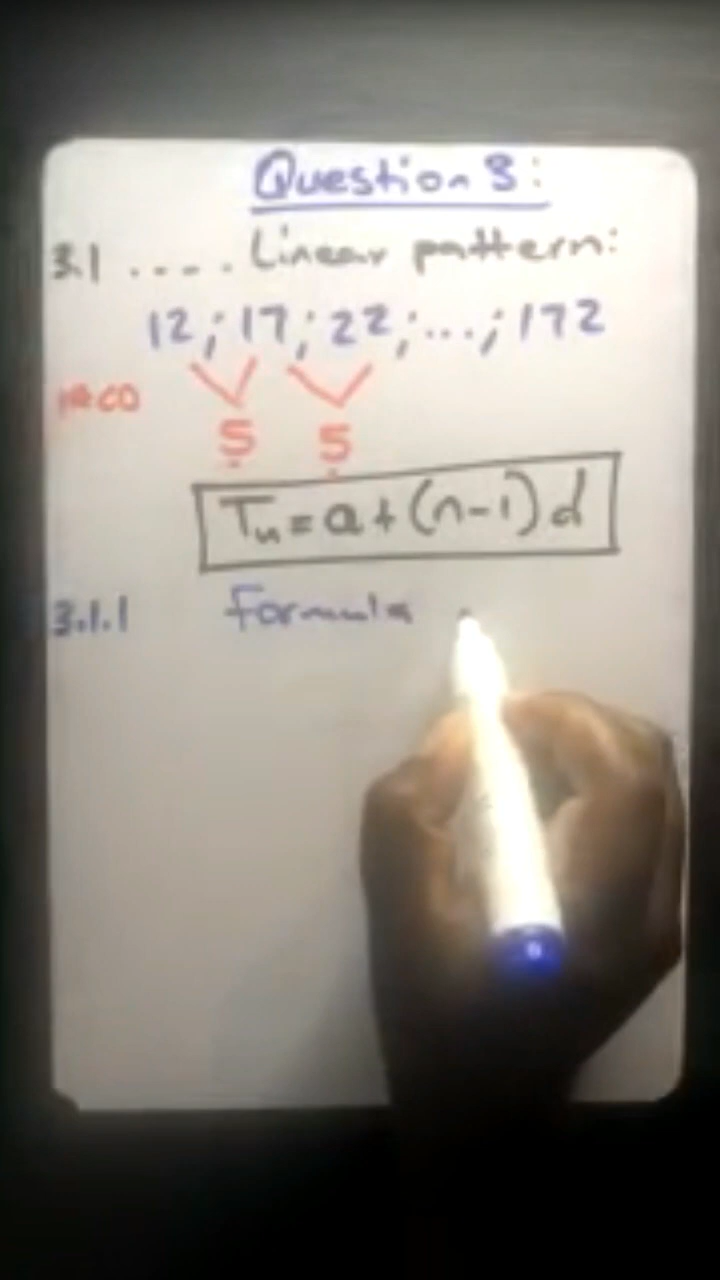 Question 3:
3.1 .... Linear pattern:
12; 17; 22; ...; 172
5 5
Tn = a + (n-1)d
3.1.1 Formula